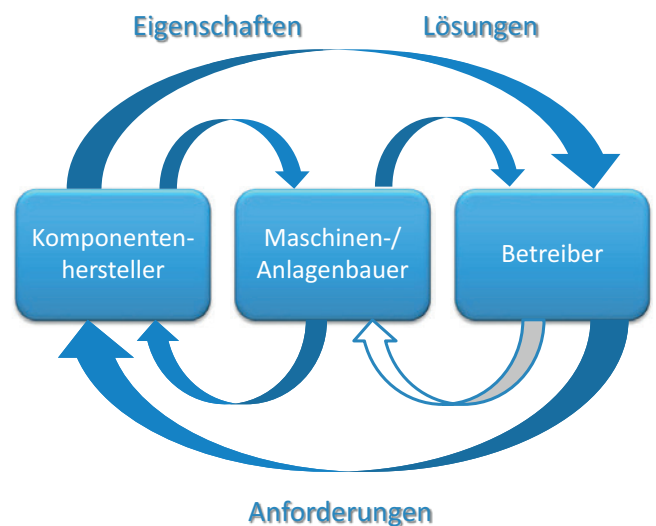 Eigenschaften
Lösungen
Komponenten-
hersteller
Maschinen-/
Anlagenbauer
Betreiber
Anforderungen